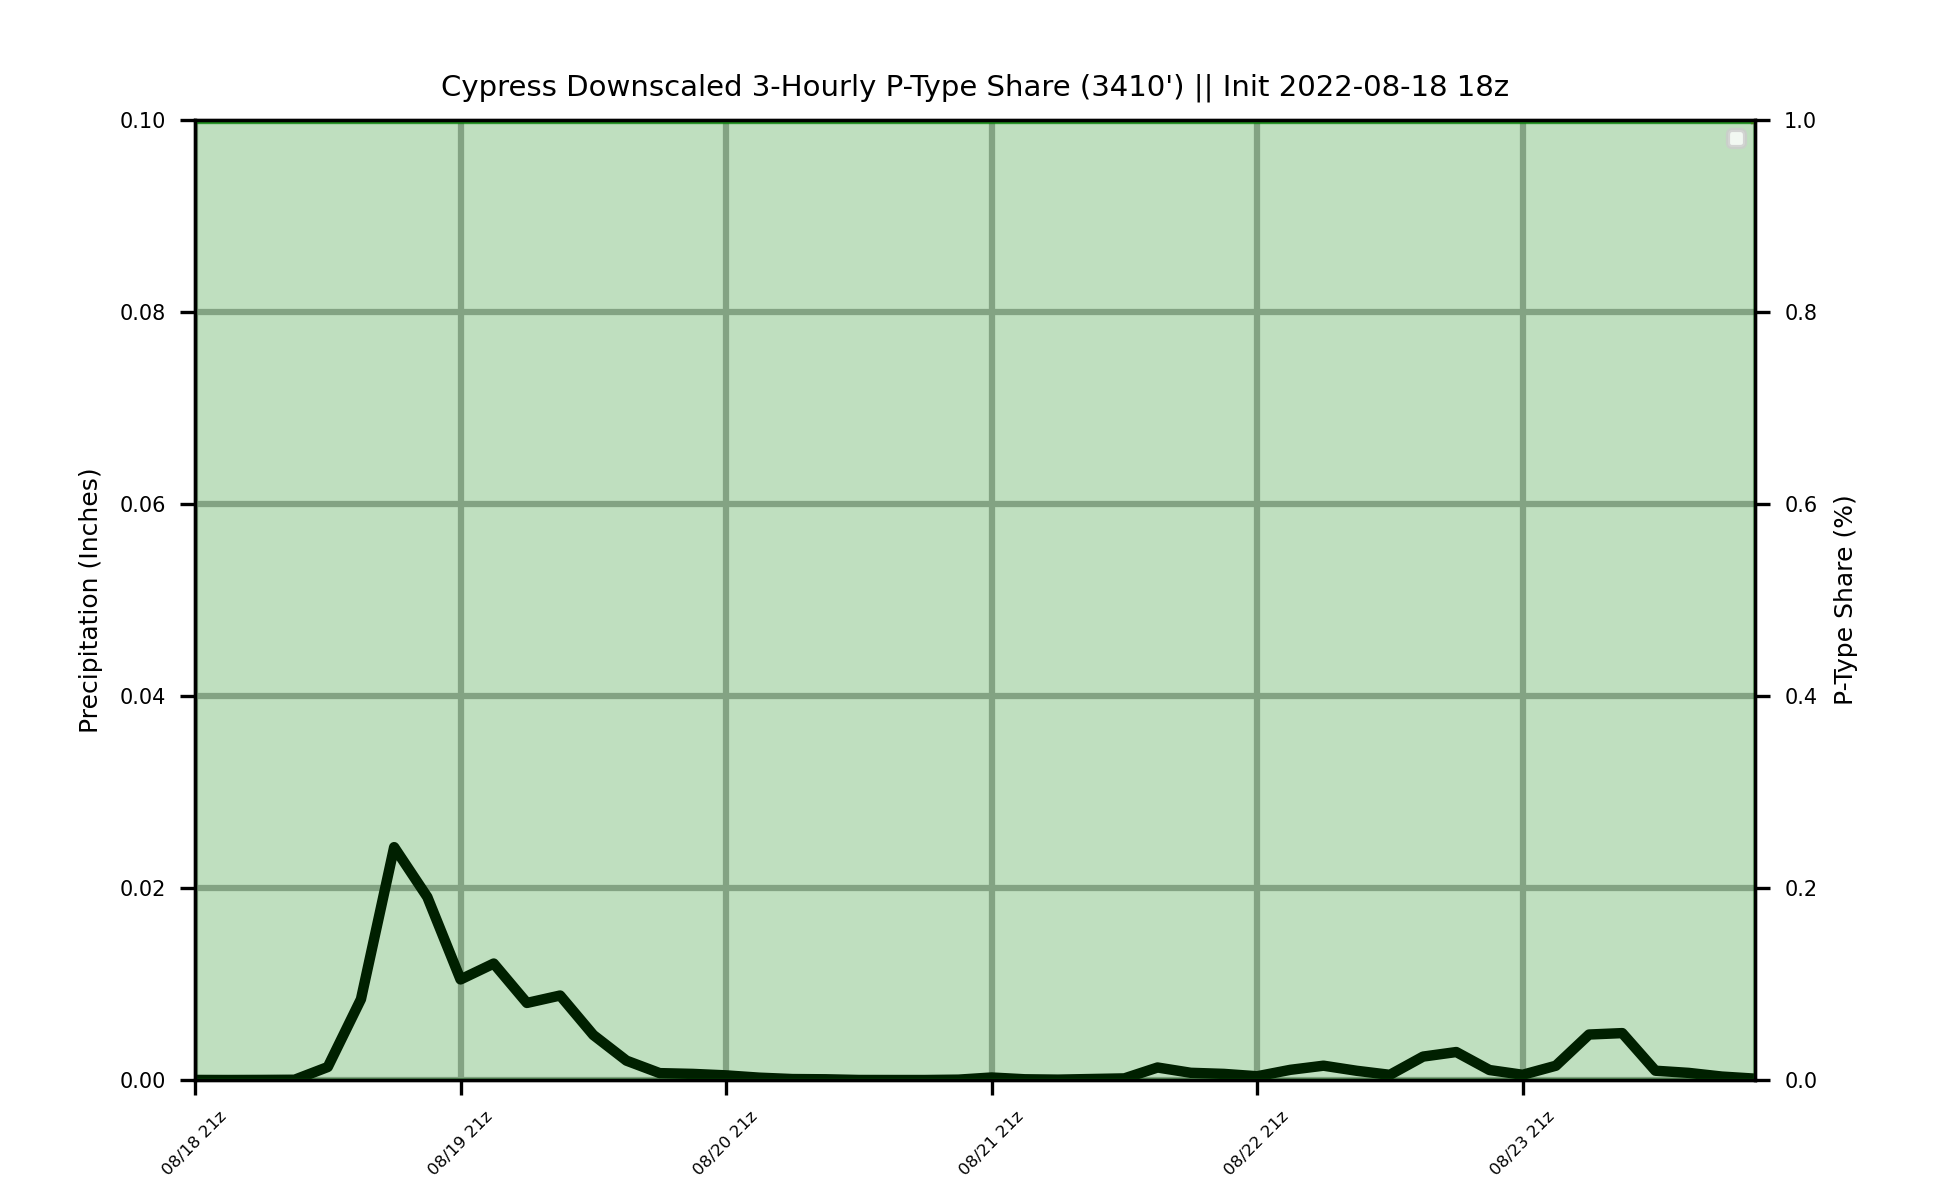 Cypress Downscaled 3-Hourly P-Type Share (3410') || Init 2022-08-18 18z
Precipitation (Inches)
0.10
0.08
0.06
0.04
0.02
0.00
1.0
0.8
0.6
0.4
0.2
0.0
P-Type Share (%)
08/18 21z
08/19 21z
08/20 21z
08/21 21z
08/22 21z
08/23 21z